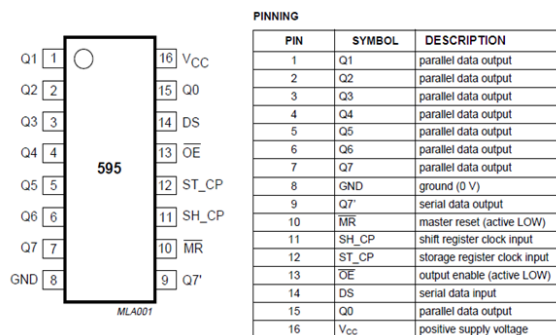 PINNING
PIN SYMBOL DESCRIPTION
1 Q1 parallel data output
2 Q2 parallel data output
3 Q3 parallel data output
4 Q4 parallel data output
5 Q5 parallel data output
6 Q6 parallel data output
7 Q7 parallel data output
8 GND ground (0 V)
9 Q7' serial data output
10 M̅R̅ master reset (active LOW)
11 SH_CP shift register clock input
12 ST_CP storage register clock input
13 O̅E̅ output enable (active LOW)
14 DS serial data input
15 Q0 parallel data output
16 VCC positive supply voltage
Q1 1 16 VCC
Q2 2 15 Q0
Q3 3 14 DS
Q4 4 13 O̅E̅
595
Q5 5 12 ST_CP
Q6 6 11 SH_CP
Q7 7 10 M̅R̅
GND 8 9 Q7'
MLA001